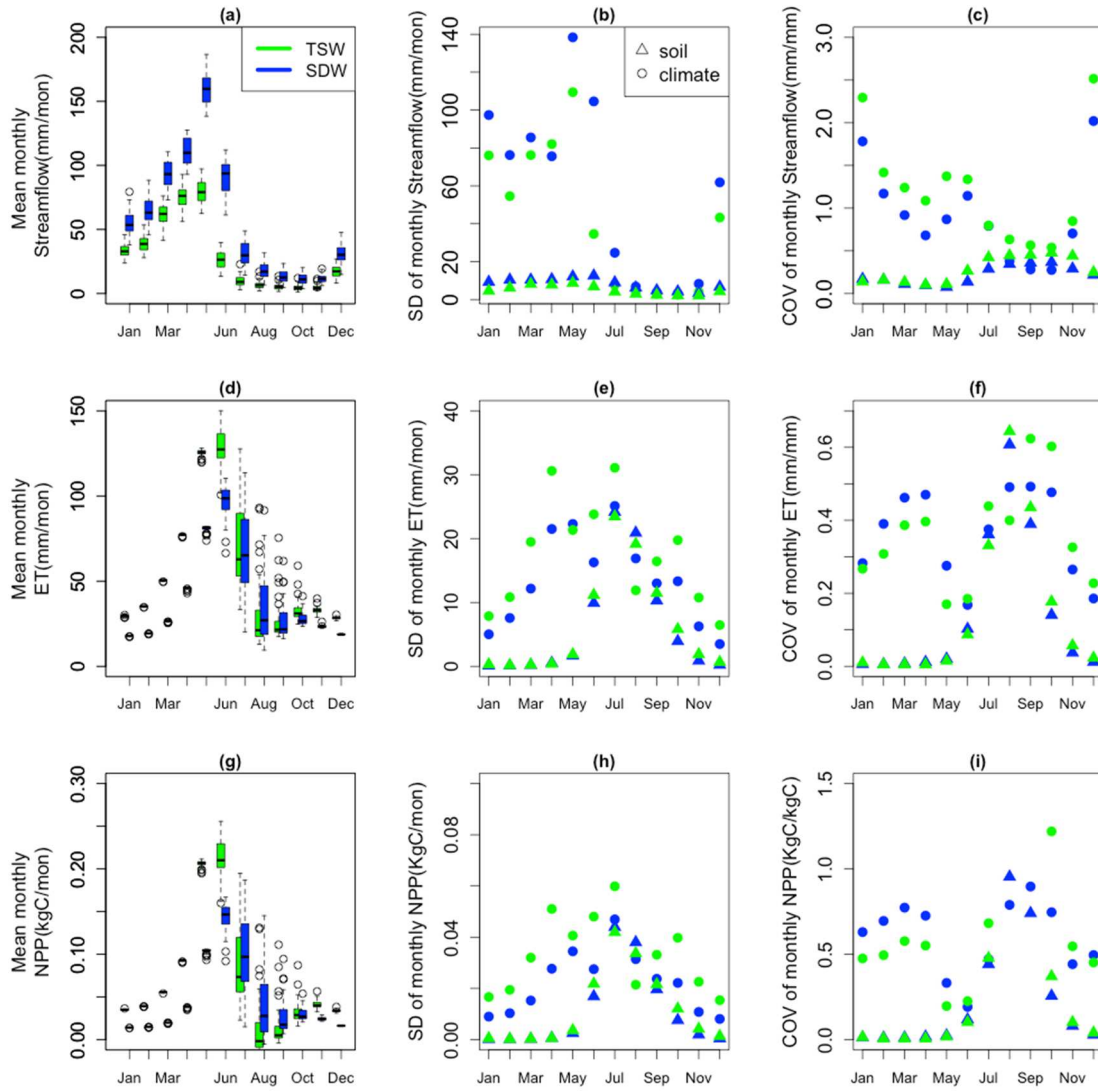 (a)
Mean monthly
Streamflow(mm/mon)
200
150
100
50
0
TSW
SDW
Jan Mar Jun Aug Oct Dec
(b)
SD of monthly Streamflow(mm/mon)
140
100
60
20
0
soil
climate
Jan Mar May Jul Sep Nov
(c)
COV of monthly Streamflow(mm/mm)
3.0
2.0
1.0
0.0
Jan Mar May Jul Sep Nov
(d)
Mean monthly
ET(mm/mon)
150
100
50
0
Jan Mar Jun Aug Oct Dec
(e)
SD of monthly ET(mm/mon)
40
30
20
10
0
Jan Mar May Jul Sep Nov
(f)
COV of monthly ET(mm/mm)
0.6
0.4
0.2
0.0
Jan Mar May Jul Sep Nov
(g)
Mean monthly
NPP(kgC/mon)
0.30
0.20
0.10
0.00
Jan Mar Jun Aug Oct Dec
(h)
SD of monthly NPP(KgC/mon)
0.08
0.04
0.00
Jan Mar May Jul Sep Nov
(i)
COV of monthly NPP(KgC/kgC)
1.5
1.0
0.5
0.0
Jan Mar May Jul Sep Nov